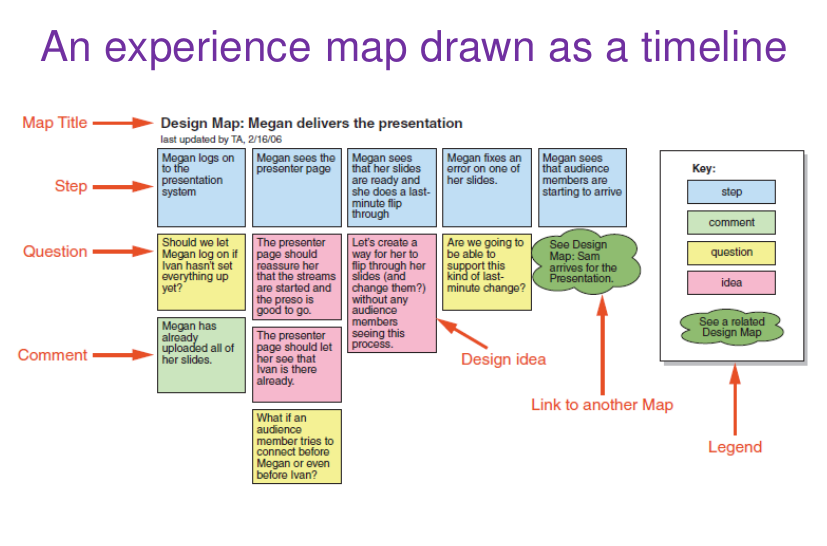 An experience map drawn as a timeline
Map Title
Design Map: Megan delivers the presentation
last updated by TA, 2/16/06
Step
Megan logs on
to the
presentation
system
Megan sees the
presenter page
Megan sees
that her slides
are ready and
she does a last-
minute flip
through
Megan fixes an
error on one of
her slides.
Megan sees
that audience
members are
starting to arrive
Question
Should we let
Megan log on if
Ivan hasn't set
everything up
yet?
The presenter
page should
reassure her
that the streams
are started and
the preso is
good to go.
Let's create a
way for her to
flip through her
slides (and
change them?)
without any
audience
members
seeing this
process.
Are we going to
be able to
support this
kind of last-
minute change?
See Design
Map: Sam
arrives for the
Presentation.
Comment
Megan has
already
uploaded all of
her slides.
The presenter
page should let
her see that
Ivan is there
already.
What if an
audience
member tries to
connect before
Megan or even
before Ivan?
Design idea
Link to another Map
Key:
step
comment
question
idea
See a related
Design Map
Legend